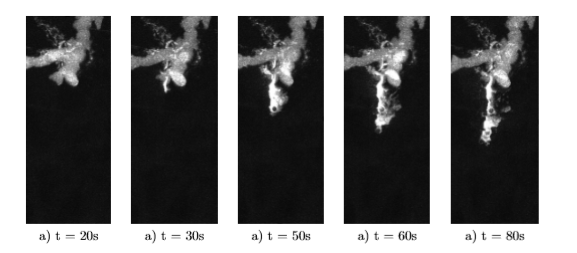 a) t = 20s
a) t = 30s
a) t = 50s
a) t = 60s
a) t = 80s